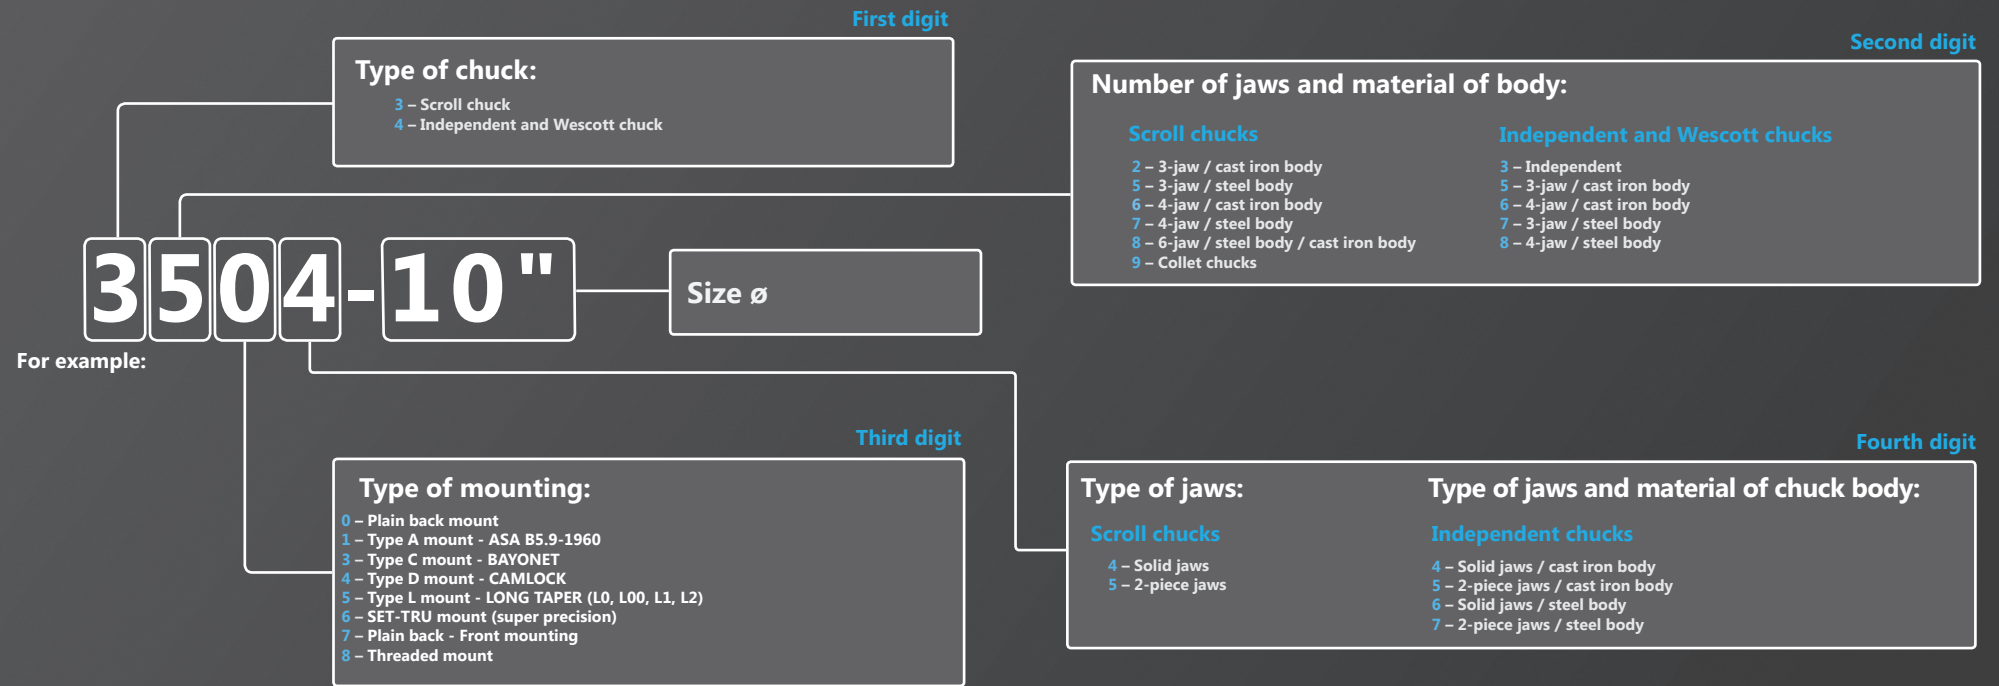 First digit
Type of chuck:
3 – Scroll chuck
4 – Independent and Wescott chuck
Second digit
Number of jaws and material of body:
Scroll chucks
2 – 3-jaw / cast iron body
5 – 3-jaw / steel body
6 – 4-jaw / cast iron body
7 – 4-jaw / steel body
8 – 6-jaw / steel body / cast iron body
9 – Collet chucks
Independent and Wescott chucks
3 – Independent
5 – 3-jaw / cast iron body
6 – 4-jaw / cast iron body
7 – 3-jaw / steel body
8 – 4-jaw / steel body
3504-10"
Size ø
For example:
Third digit
Type of mounting:
0 – Plain back mount
1 – Type A mount - ASA B5.9-1960
3 – Type C mount - BAYONET
4 – Type D mount - CAMLOCK
5 – Type L mount - LONG TAPER (L0, L00, L1, L2)
6 – SET-TRU mount (super precision)
7 – Plain back - Front mounting
8 – Threaded mount
Fourth digit
Type of jaws:
Scroll chucks
4 – Solid jaws
5 – 2-piece jaws
Type of jaws and material of chuck body:
Independent chucks
4 – Solid jaws / cast iron body
5 – 2-piece jaws / cast iron body
6 – Solid jaws / steel body
7 – 2-piece jaws / steel body